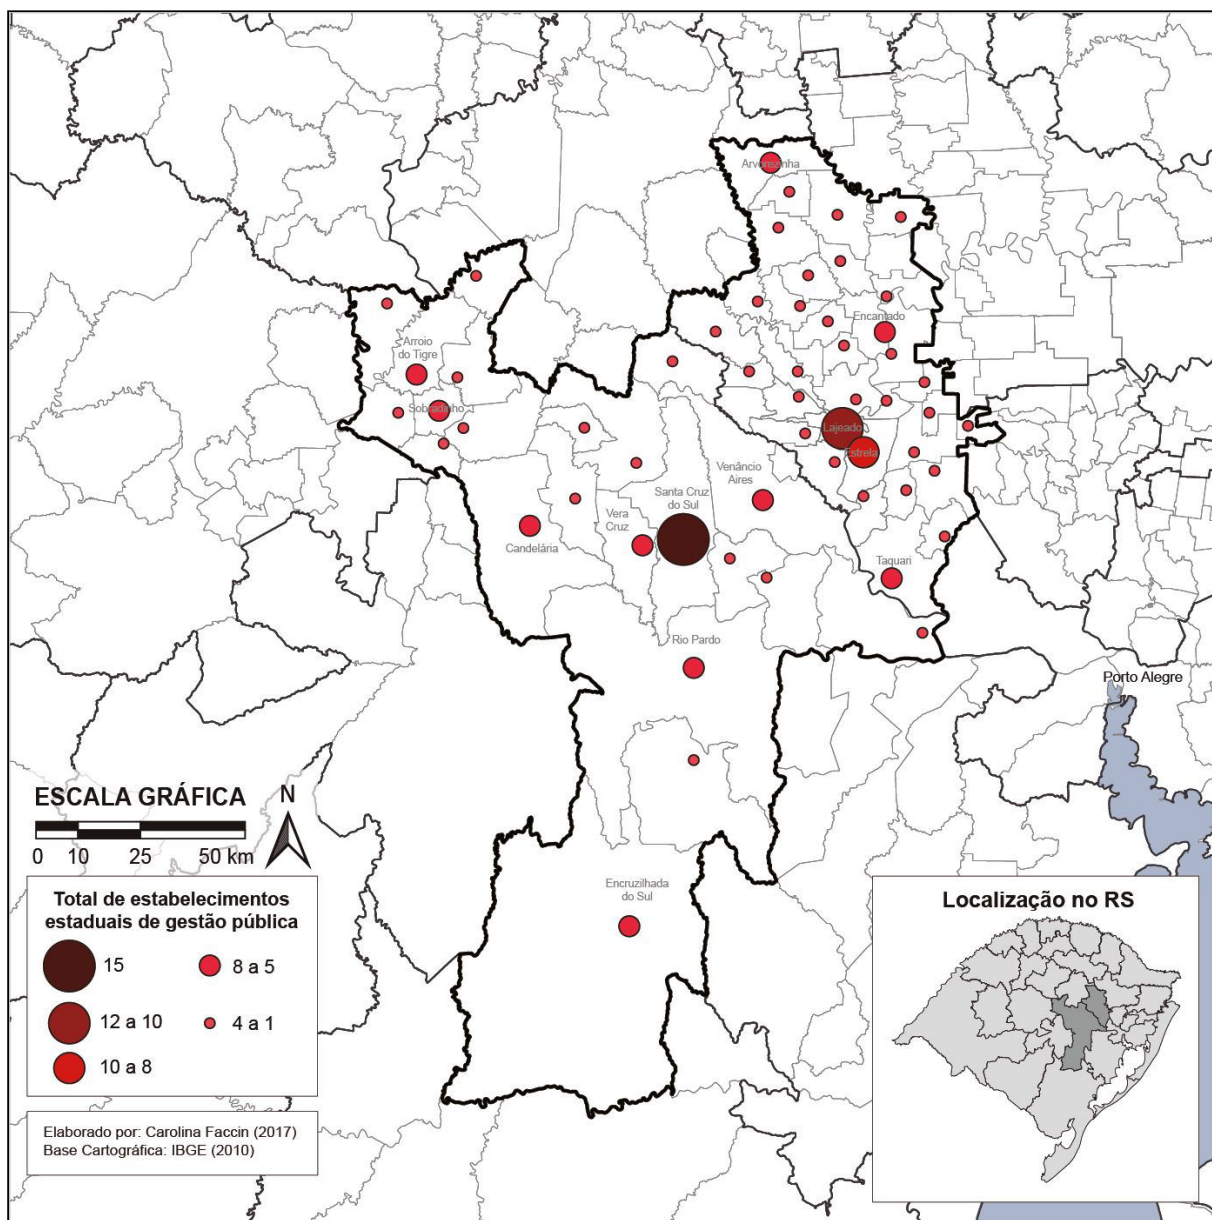 Arvorezinha
Encantado
Arroio
do Tigre
Sobradinho
Lajeado
Estrela
Venâncio
Aires
Santa Cruz
do Sul
Vera
Cruz
Candelária
Taquari
Rio Pardo
Porto Alegre
Encruzilhada
do Sul
ESCALA GRÁFICA
N
0 10 25 50 km
Total de estabelecimentos
estaduais de gestão pública
15
8 a 5
12 a 10
4 a 1
10 a 8
Elaborado por: Carolina Faccin (2017)
Base Cartográfica: IBGE (2010)
Localização no RS